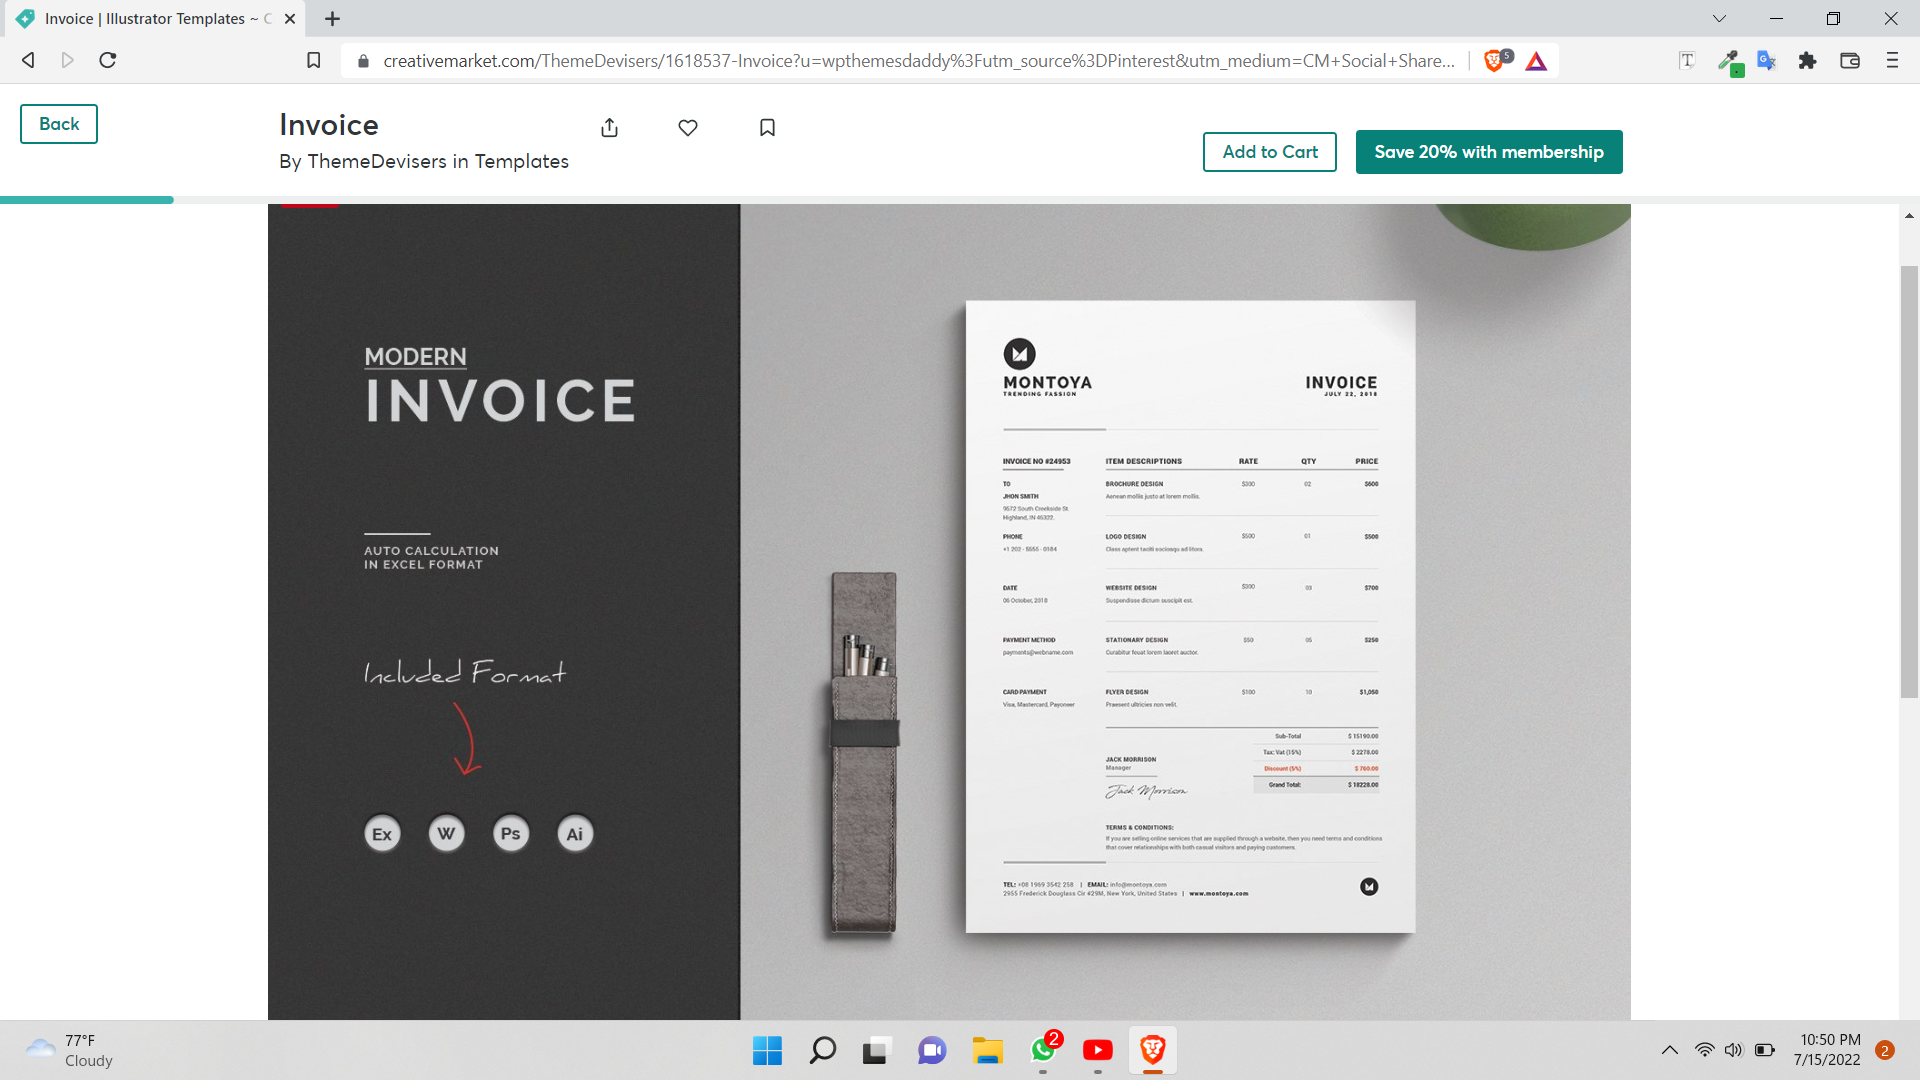 Invoice | Illustrator Templates ~ C
creativemarket.com/ThemeDevisers/1618537-Invoice?u=wpthemesdaddy%3Futm_source%3DPinterest&utm_medium=CM+Social+Share...
5
Back
Invoice
By ThemeDevisers in Templates
Add to Cart
Save 20% with membership
MODERN
INVOICE
AUTO CALCULATION
IN EXCEL FORMAT
Included Format
Ex
W
Ps
Ai
MONTOYA
TRENDING FASSION
INVOICE
JULY 22, 2018
INVOICE NO #24953
TO
JHON SMITH
9672 South Creekside St
Highland, IN 46322.
PHONE
+1 202 - 5555 - 0184
DATE
06 October, 2018
PAYMENT METHOD
payments@webname.com
CARD PAYMENT
Visa, Mastercard, Payoneer
ITEM DESCRIPTIONS RATE QTY PRICE
BROCHURE DESIGN $300 02 $600
Aenean mollis justo at lorem mollis.
LOGO DESIGN $500 01 $500
Class aptent taciti sociosqu ad litora.
WEBSITE DESIGN $300 03 $700
Suspendisse dictum suscipit est.
STATIONARY DESIGN $50 05 $250
Curabitur feuat lorem laoret auctor.
FLYER DESIGN $100 10 $1,050
Praesent ultricies non velit.
Sub-Total $ 15190.00
Tax: Vat (15%) $ 2278.00
Discount (5%) $ 760.00
Grand Total: $ 18228.00
JACK MORRISON
Manager
Jack Morrison
TERMS & CONDITIONS:
If you are selling online services that are supplied through a website, then you need terms and conditions
that cover relationships with both casual visitors and paying customers.
TEL: +08 1969 3542 258 | EMAIL: info@montoya.com
2955 Frederick Douglass Cir #29M, New York, United States | www.montoya.com
77°F
Cloudy
2
10:50 PM
7/15/2022
2